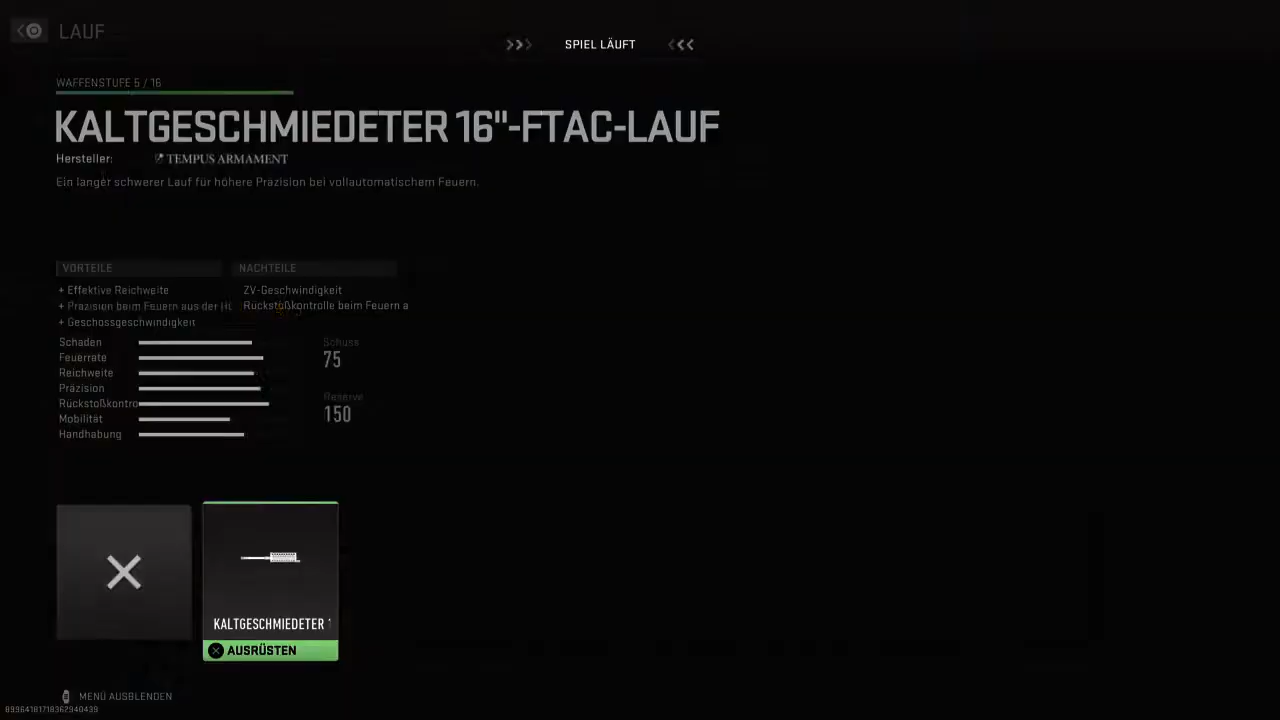 LAUF
SPIEL LÄUFT
WAFFENSTUFE 5 / 16
KALTGESCHMIEDETER 16"-FTAC-LAUF
Hersteller: TEMPUS ARMAMENT
Ein langer schwerer Lauf für höhere Präzision bei vollautomatischem Feuern.
VORTEILE NACHTEILE
+ Effektive Reichweite ZV-Geschwindigkeit
+ Präzision beim Feuern aus der Hü Rückstoßkontrolle beim Feuern a
+ Geschossgeschwindigkeit
Schaden
Feuerrate
Reichweite
Präzision
Rückstoßkontro
Mobilität
Handhabung
Schuss
75
Reserve
150
KALTGESCHMIEDETER 1
AUSRÜSTEN
MENÜ AUSBLENDEN